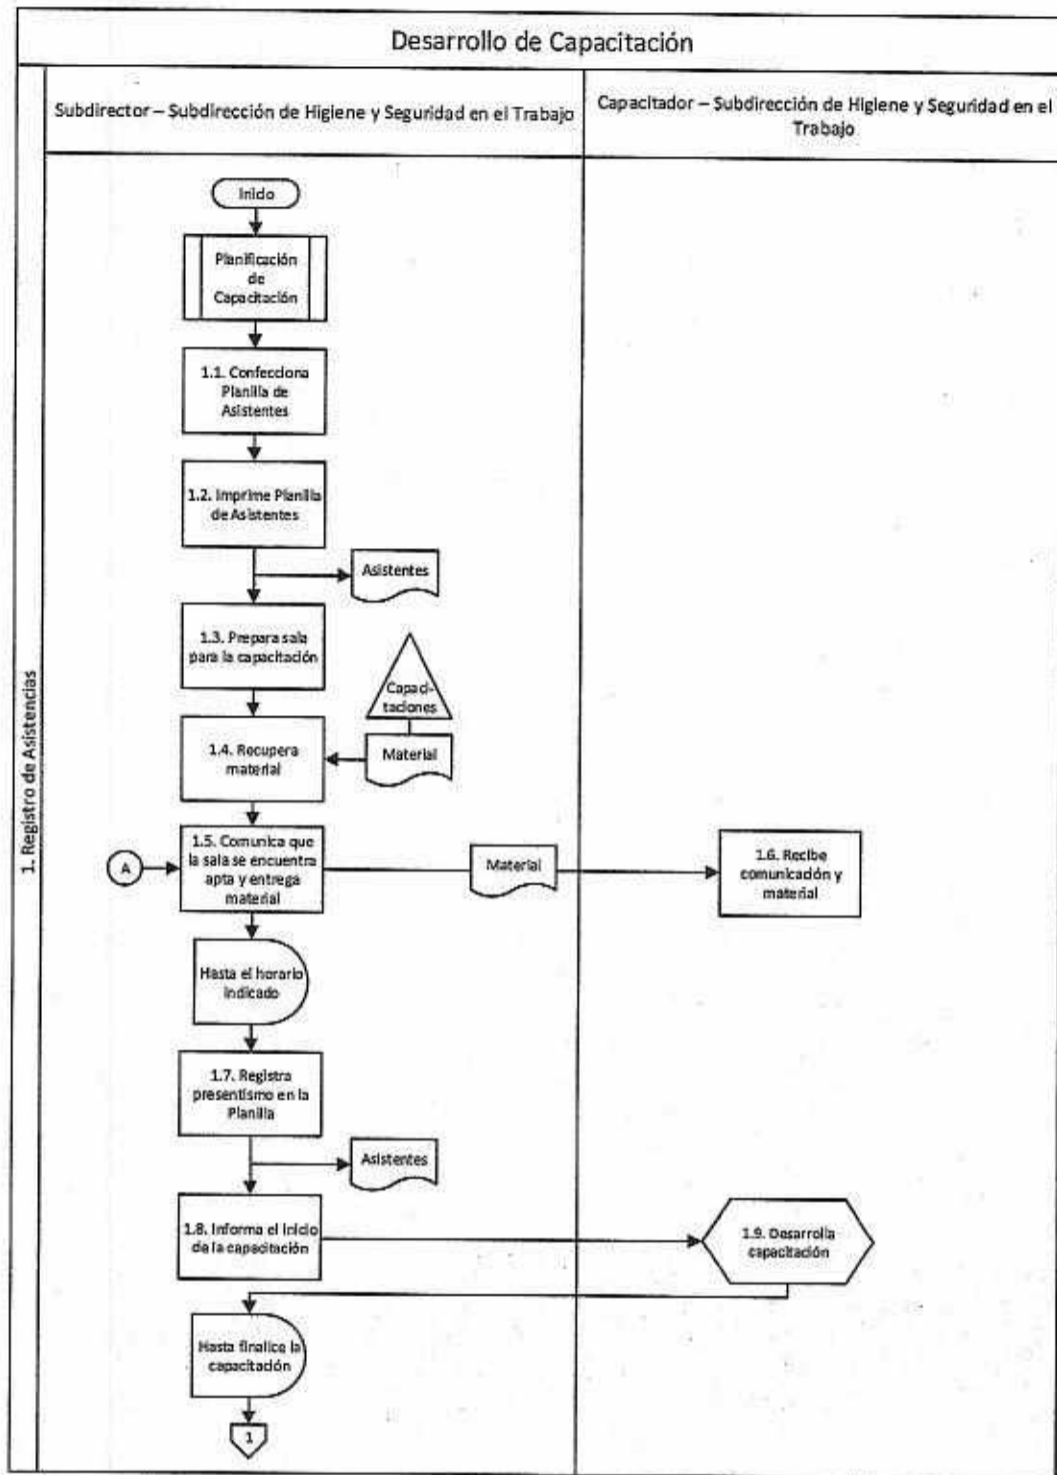 Desarrollo de Capacitación
Subdirector – Subdirección de Higiene y Seguridad en el Trabajo
Capacitador – Subdirección de Higiene y Seguridad en el
Trabajo
1. Registro de Asistencias
Inicio
Planificación
de
Capacitación
1.1. Confecciona
Planilla de
Asistentes
1.2. Imprime Planilla
de Asistentes
Asistentes
1.3. Prepara sala
para la capacitación
Capaci-
taciones
1.4. Recupera
material
Material
A
1.5. Comunica que
la sala se encuentra
apta y entrega
material
Material
1.6. Recibe
comunicación y
material
Hasta el horario
indicado
1.7. Registra
presentismo en la
Planilla
Asistentes
1.8. Informa el inicio
de la capacitación
1.9. Desarrolla
capacitación
Hasta finalice la
capacitación
1